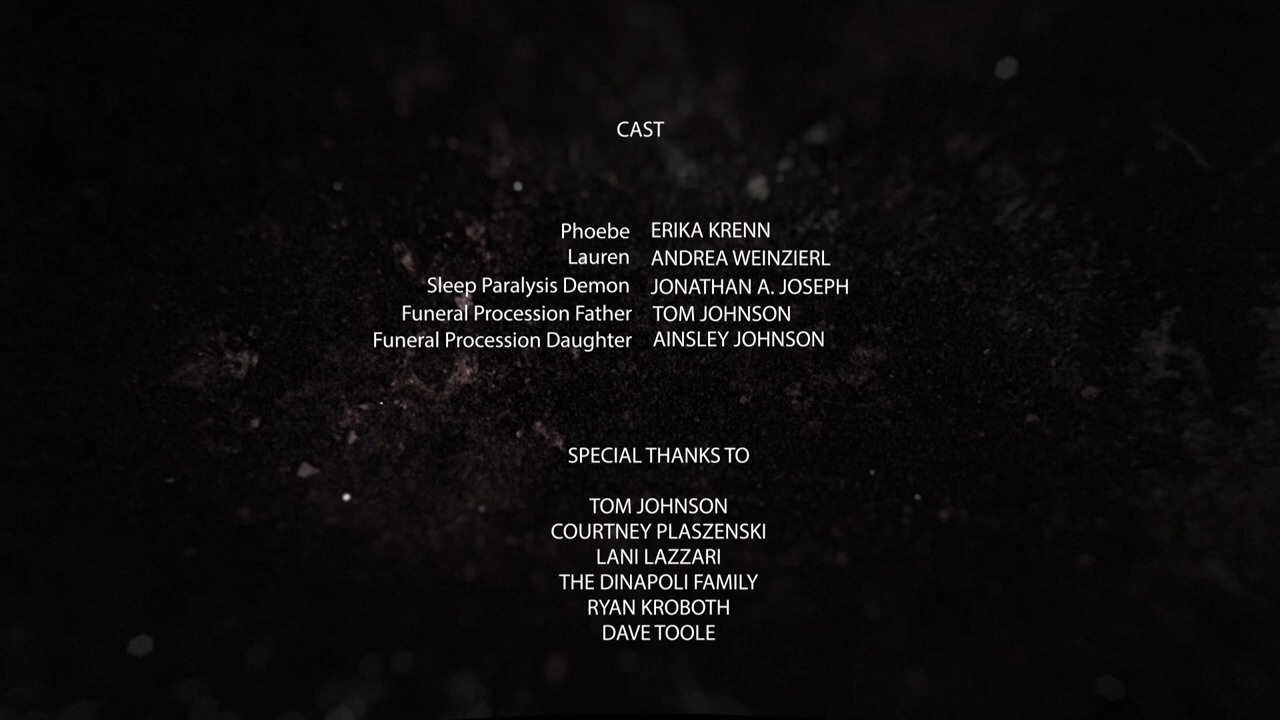 CAST
Phoebe ERIKA KRENN
Lauren ANDREA WEINZIERL
Sleep Paralysis Demon JONATHAN A. JOSEPH
Funeral Procession Father TOM JOHNSON
Funeral Procession Daughter AINSLEY JOHNSON
SPECIAL THANKS TO
TOM JOHNSON
COURTNEY PLASZENSKI
LANI LAZZARI
THE DINAPOLI FAMILY
RYAN KROBOTH
DAVE TOOLE